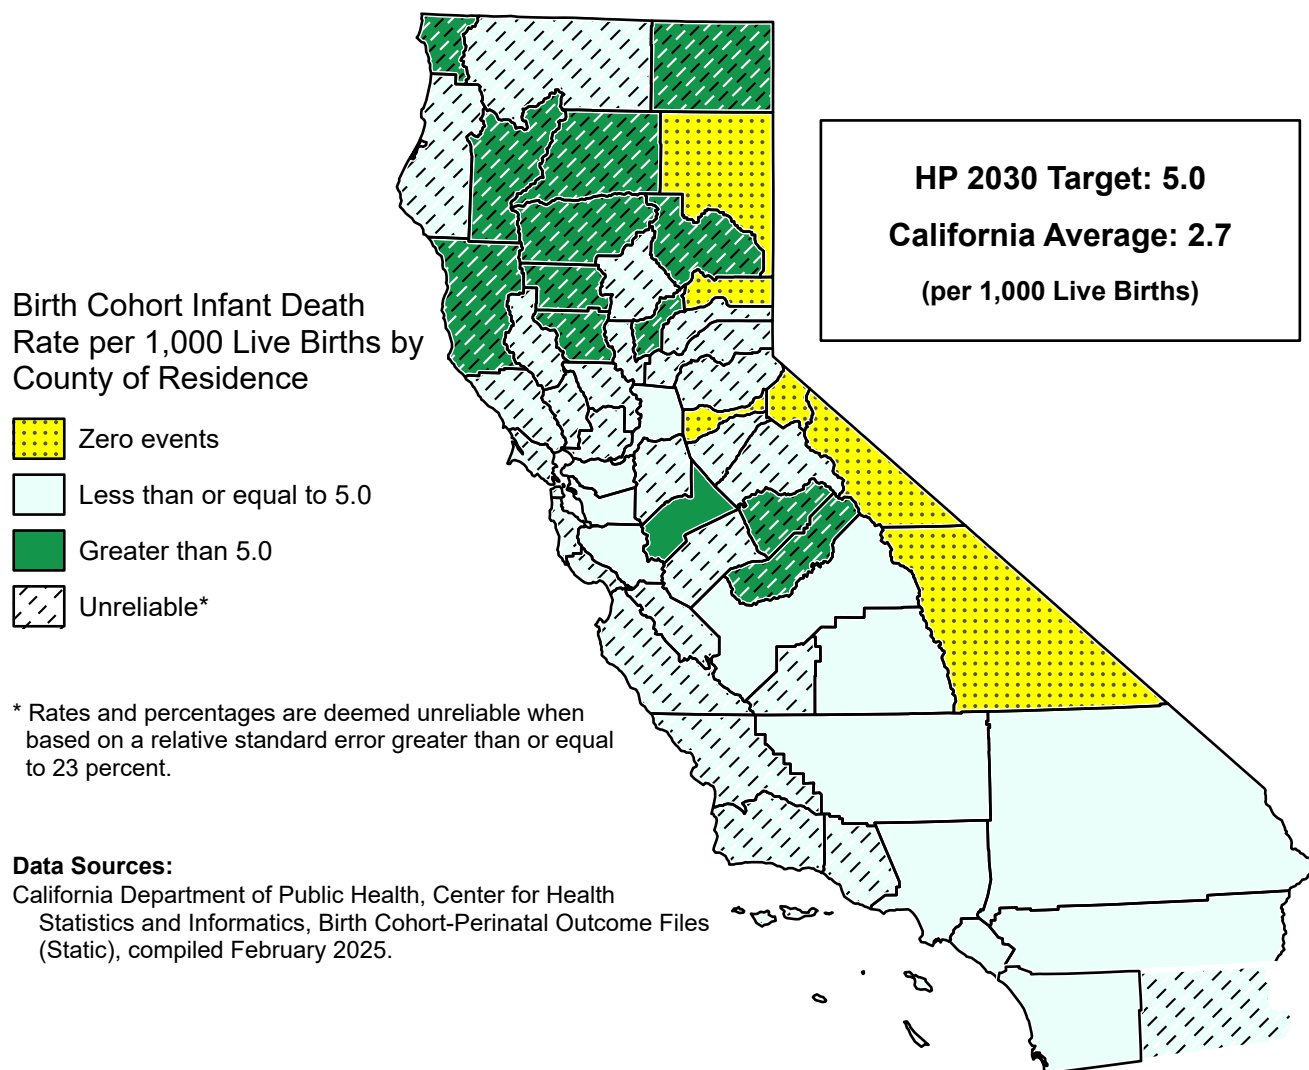 HP 2030 Target: 5.0
California Average: 2.7
(per 1,000 Live Births)
Birth Cohort Infant Death
Rate per 1,000 Live Births by
County of Residence
Zero events
Less than or equal to 5.0
Greater than 5.0
Unreliable*
* Rates and percentages are deemed unreliable when
based on a relative standard error greater than or equal
to 23 percent.
Data Sources:
California Department of Public Health, Center for Health
Statistics and Informatics, Birth Cohort-Perinatal Outcome Files
(Static), compiled February 2025.